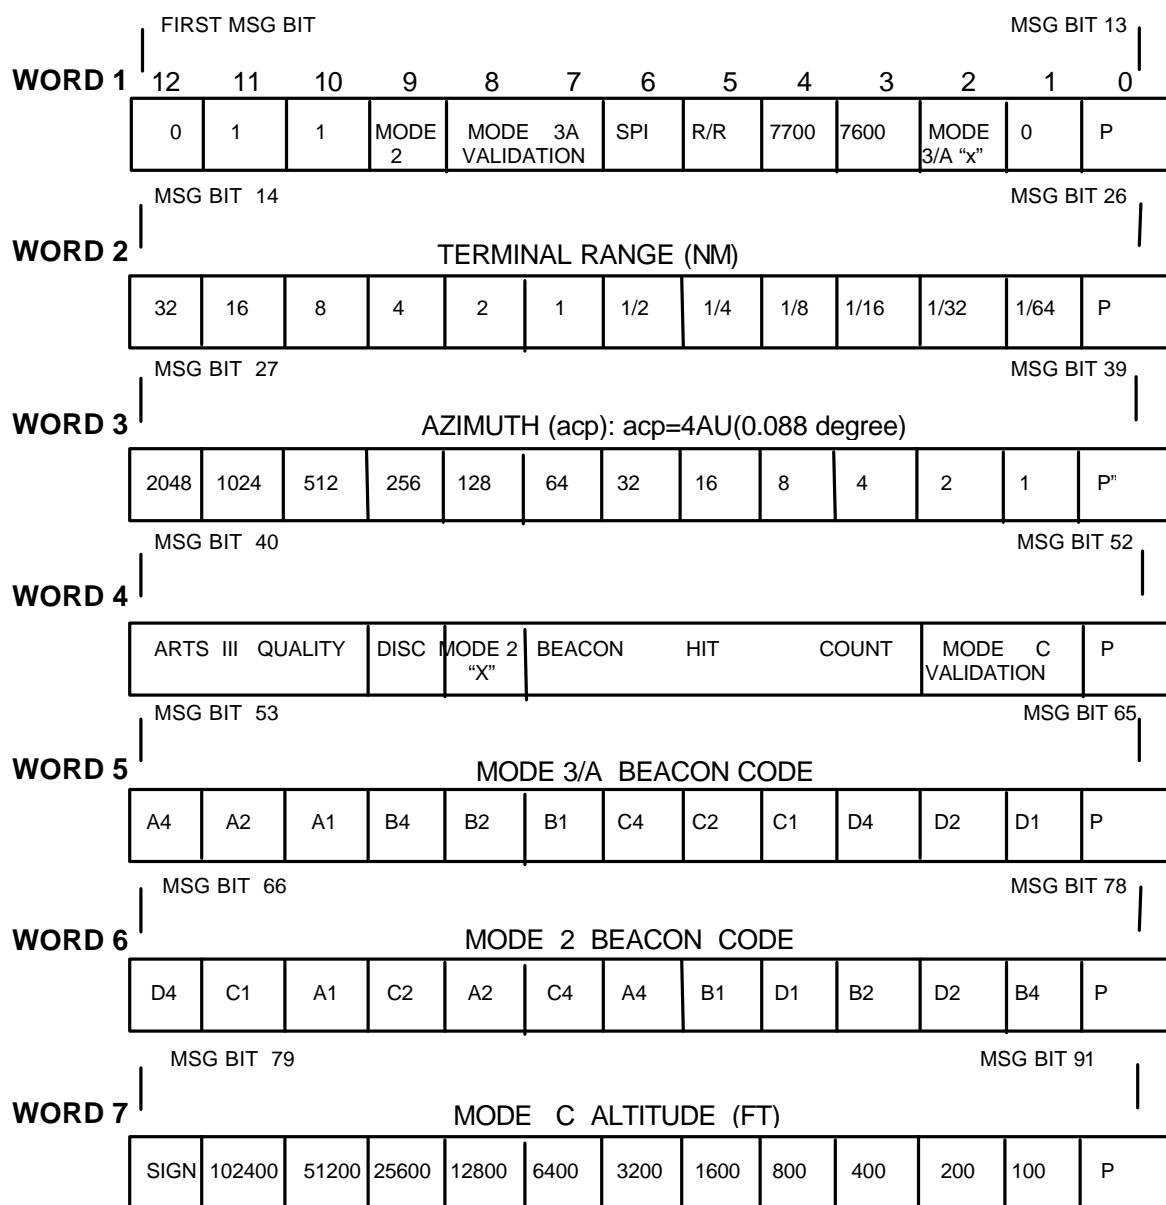 FIRST MSG BIT MSG BIT 13
WORD 1 12 11 10 9 8 7 6 5 4 3 2 1 0
0 1 1 MODE MODE 3A SPI R/R 7700 7600 MODE 0 P
2 VALIDATION 3/A “x”
MSG BIT 14 MSG BIT 26
WORD 2 TERMINAL RANGE (NM)
32 16 8 4 2 1 1/2 1/4 1/8 1/16 1/32 1/64 P
MSG BIT 27 MSG BIT 39
WORD 3 AZIMUTH (acp): acp=4AU(0.088 degree)
2048 1024 512 256 128 64 32 16 8 4 2 1 P”
MSG BIT 40 MSG BIT 52
WORD 4
ARTS III QUALITY DISC MODE 2 BEACON HIT COUNT MODE C P
“X” VALIDATION
MSG BIT 53 MSG BIT 65
WORD 5 MODE 3/A BEACON CODE
A4 A2 A1 B4 B2 B1 C4 C2 C1 D4 D2 D1 P
MSG BIT 66 MSG BIT 78
WORD 6 MODE 2 BEACON CODE
D4 C1 A1 C2 A2 C4 A4 B1 D1 B2 D2 B4 P
MSG BIT 79 MSG BIT 91
WORD 7 MODE C ALTITUDE (FT)
SIGN 102400 51200 25600 12800 6400 3200 1600 800 400 200 100 P